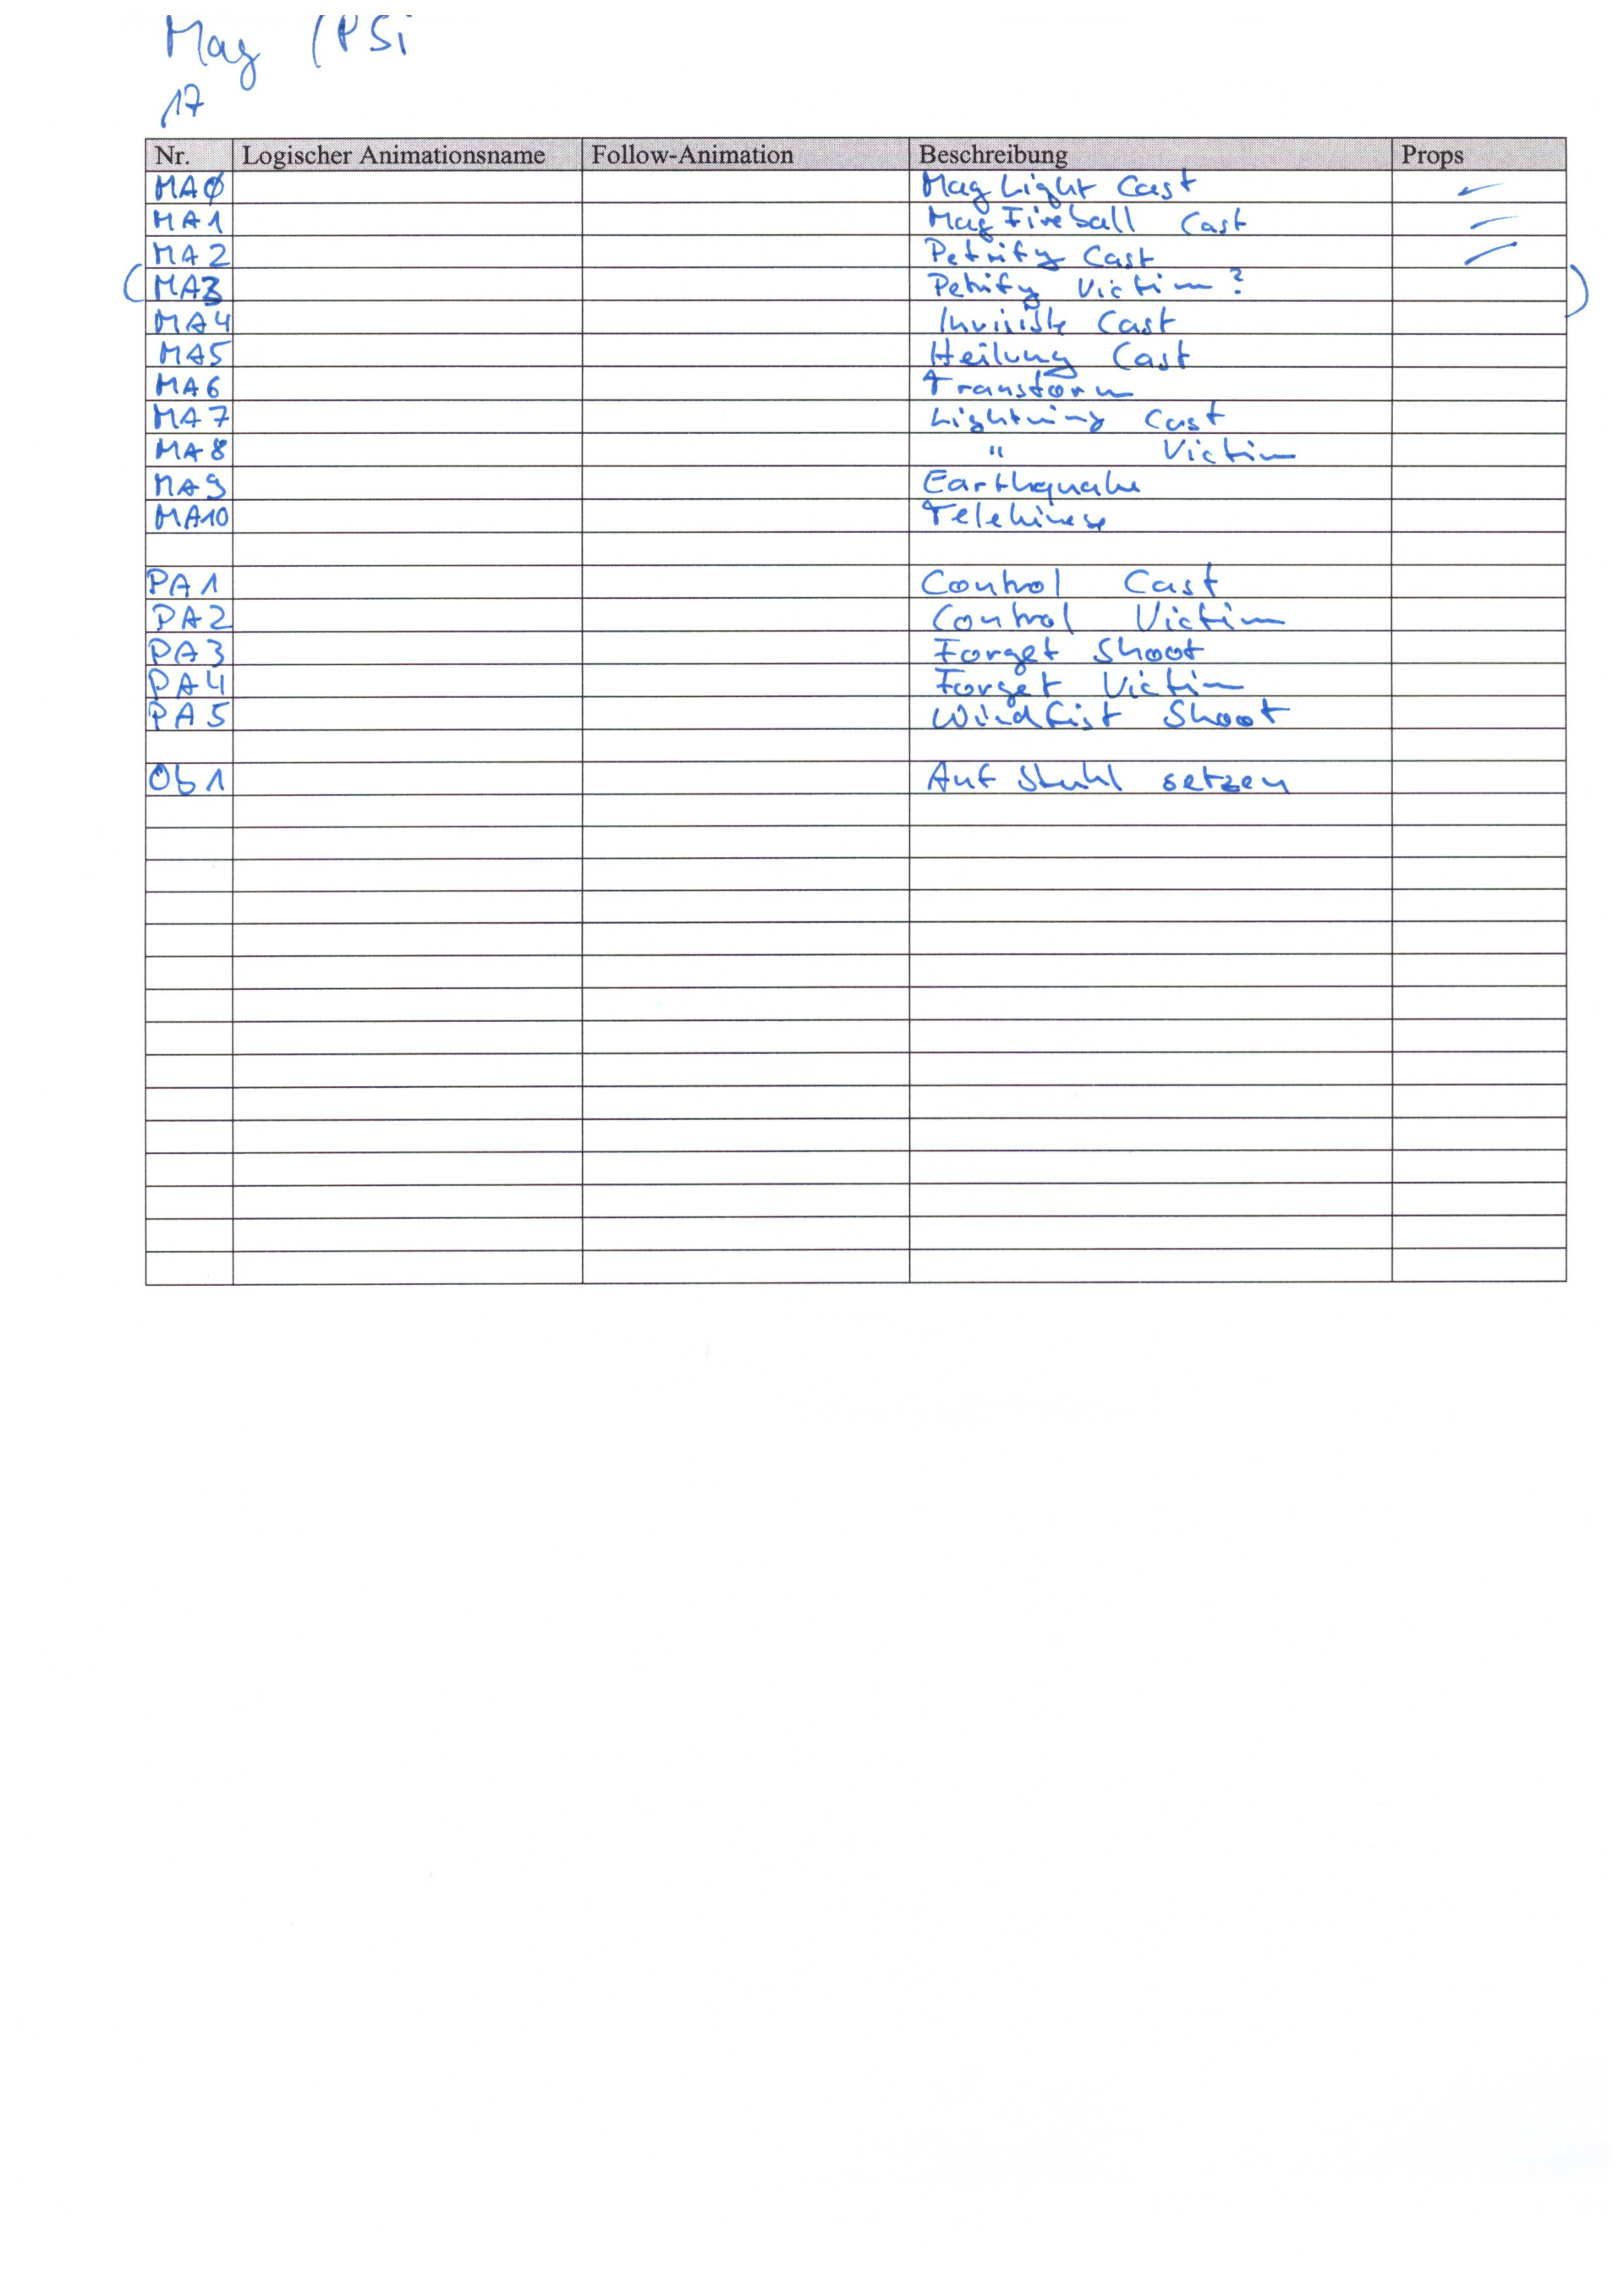 Mag / PSi
17
Nr. Logischer Animationsname Follow-Animation Beschreibung Props
MAØ Mag Light Cast –
MA1 Mag Fireball Cast –
MA2 Petrify Cast –
(MA3 Petrify Victim ? )
MA4 Invisible Cast
MA5 Heilung Cast
MA6 Transform
MA7 Lightning Cast
MA8 " Victim
MA9 Earthquake
MA10 Telekinese
PA1 Control Cast
PA2 Control Victim
PA3 Forget Shoot
PA4 Forget Victim
PA5 Windfist Shoot
Ob1 Auf Stuhl setzen